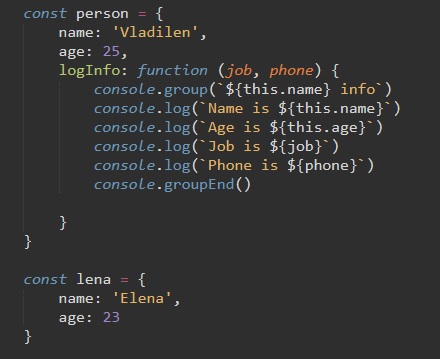 const person = {
    name: 'Vladilen',
    age: 25,
    logInfo: function (job, phone) {
        console.group(`${this.name} info`)
        console.log(`Name is ${this.name}`)
        console.log(`Age is ${this.age}`)
        console.log(`Job is ${job}`)
        console.log(`Phone is ${phone}`)
        console.groupEnd()

    }
}

const lena = {
    name: 'Elena',
    age: 23
}